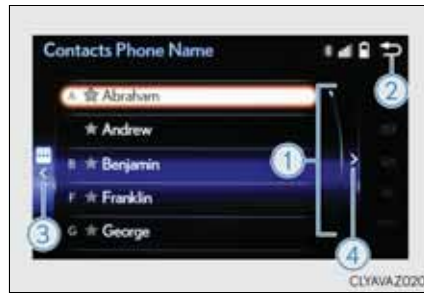 Contacts Phone Name
A Abraham
2
Andrew
B Benjamin
1
F Franklin
3
G George
4
CLYAVAZ020